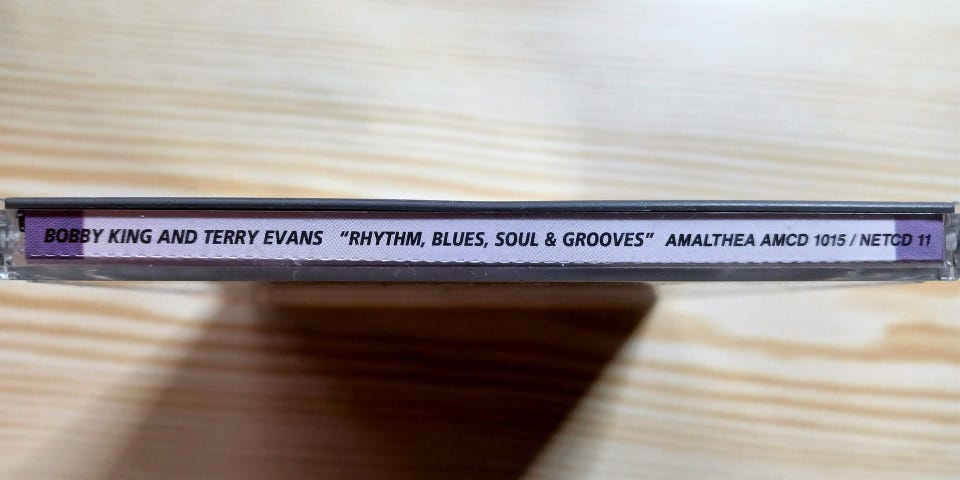 BOBBY KING AND TERRY EVANS “RHYTHM, BLUES, SOUL & GROOVES” AMALTHEA AMCD 1015 / NETCD 11